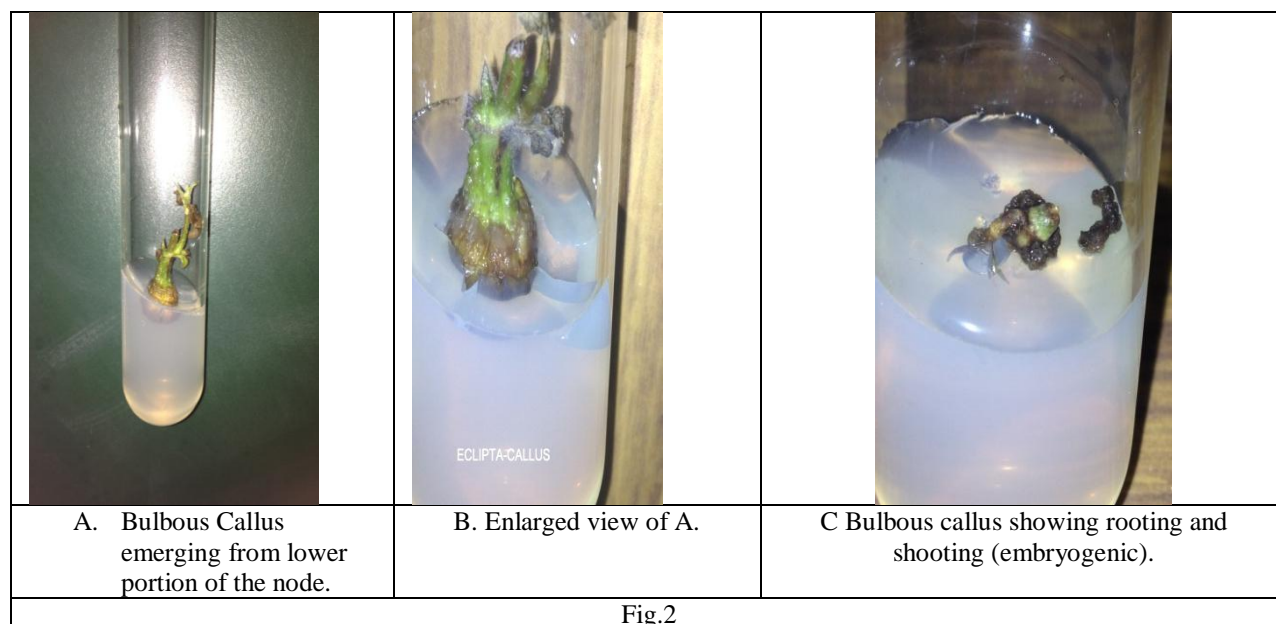 ECLIPTA-CALLUS
A. Bulbous Callus
emerging from lower
portion of the node.
B. Enlarged view of A.
C Bulbous callus showing rooting and
shooting (embryogenic).
Fig.2